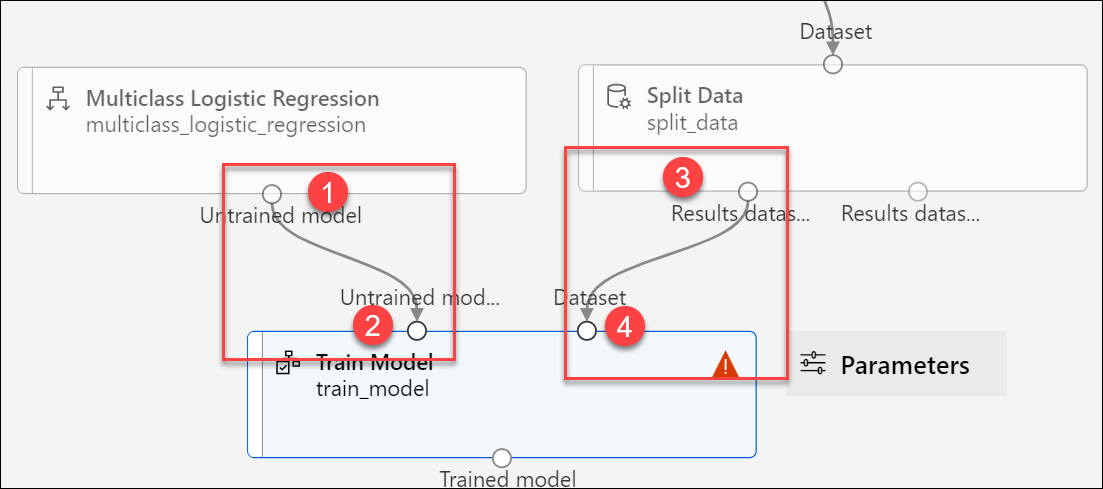 Dataset
Multiclass Logistic Regression
multiclass_logistic_regression
Split Data
split_data
1
3
Untrained model
Results datas...
Results datas...
Untrained mod...
Dataset
2
4
Train Model
train_model
!
Parameters
Trained model